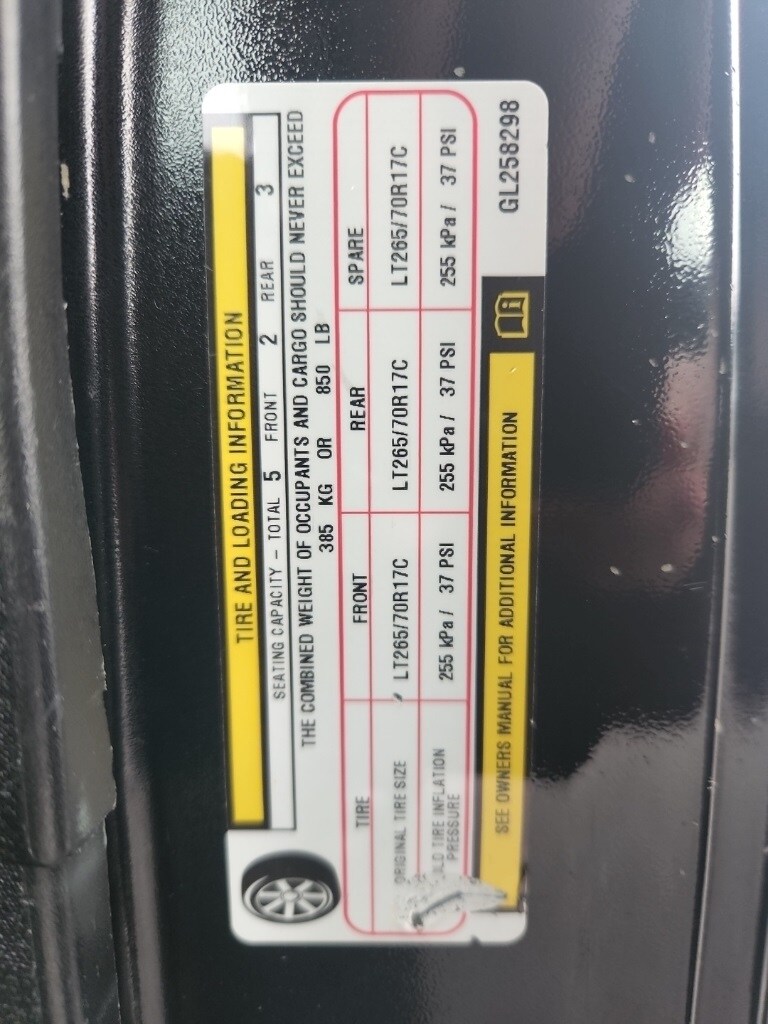 TIRE AND LOADING INFORMATION
SEATING CAPACITY - TOTAL 5 FRONT 2 REAR 3
THE COMBINED WEIGHT OF OCCUPANTS AND CARGO SHOULD NEVER EXCEED
385 KG OR 850 LB
TIRE FRONT REAR SPARE
ORIGINAL TIRE SIZE LT265/70R17C LT265/70R17C LT265/70R17C
TIRE INFLATION
PRESSURE 255 kPa / 37 PSI 255 kPa / 37 PSI 255 kPa / 37 PSI
SEE OWNERS MANUAL FOR ADDITIONAL INFORMATION
GL258298